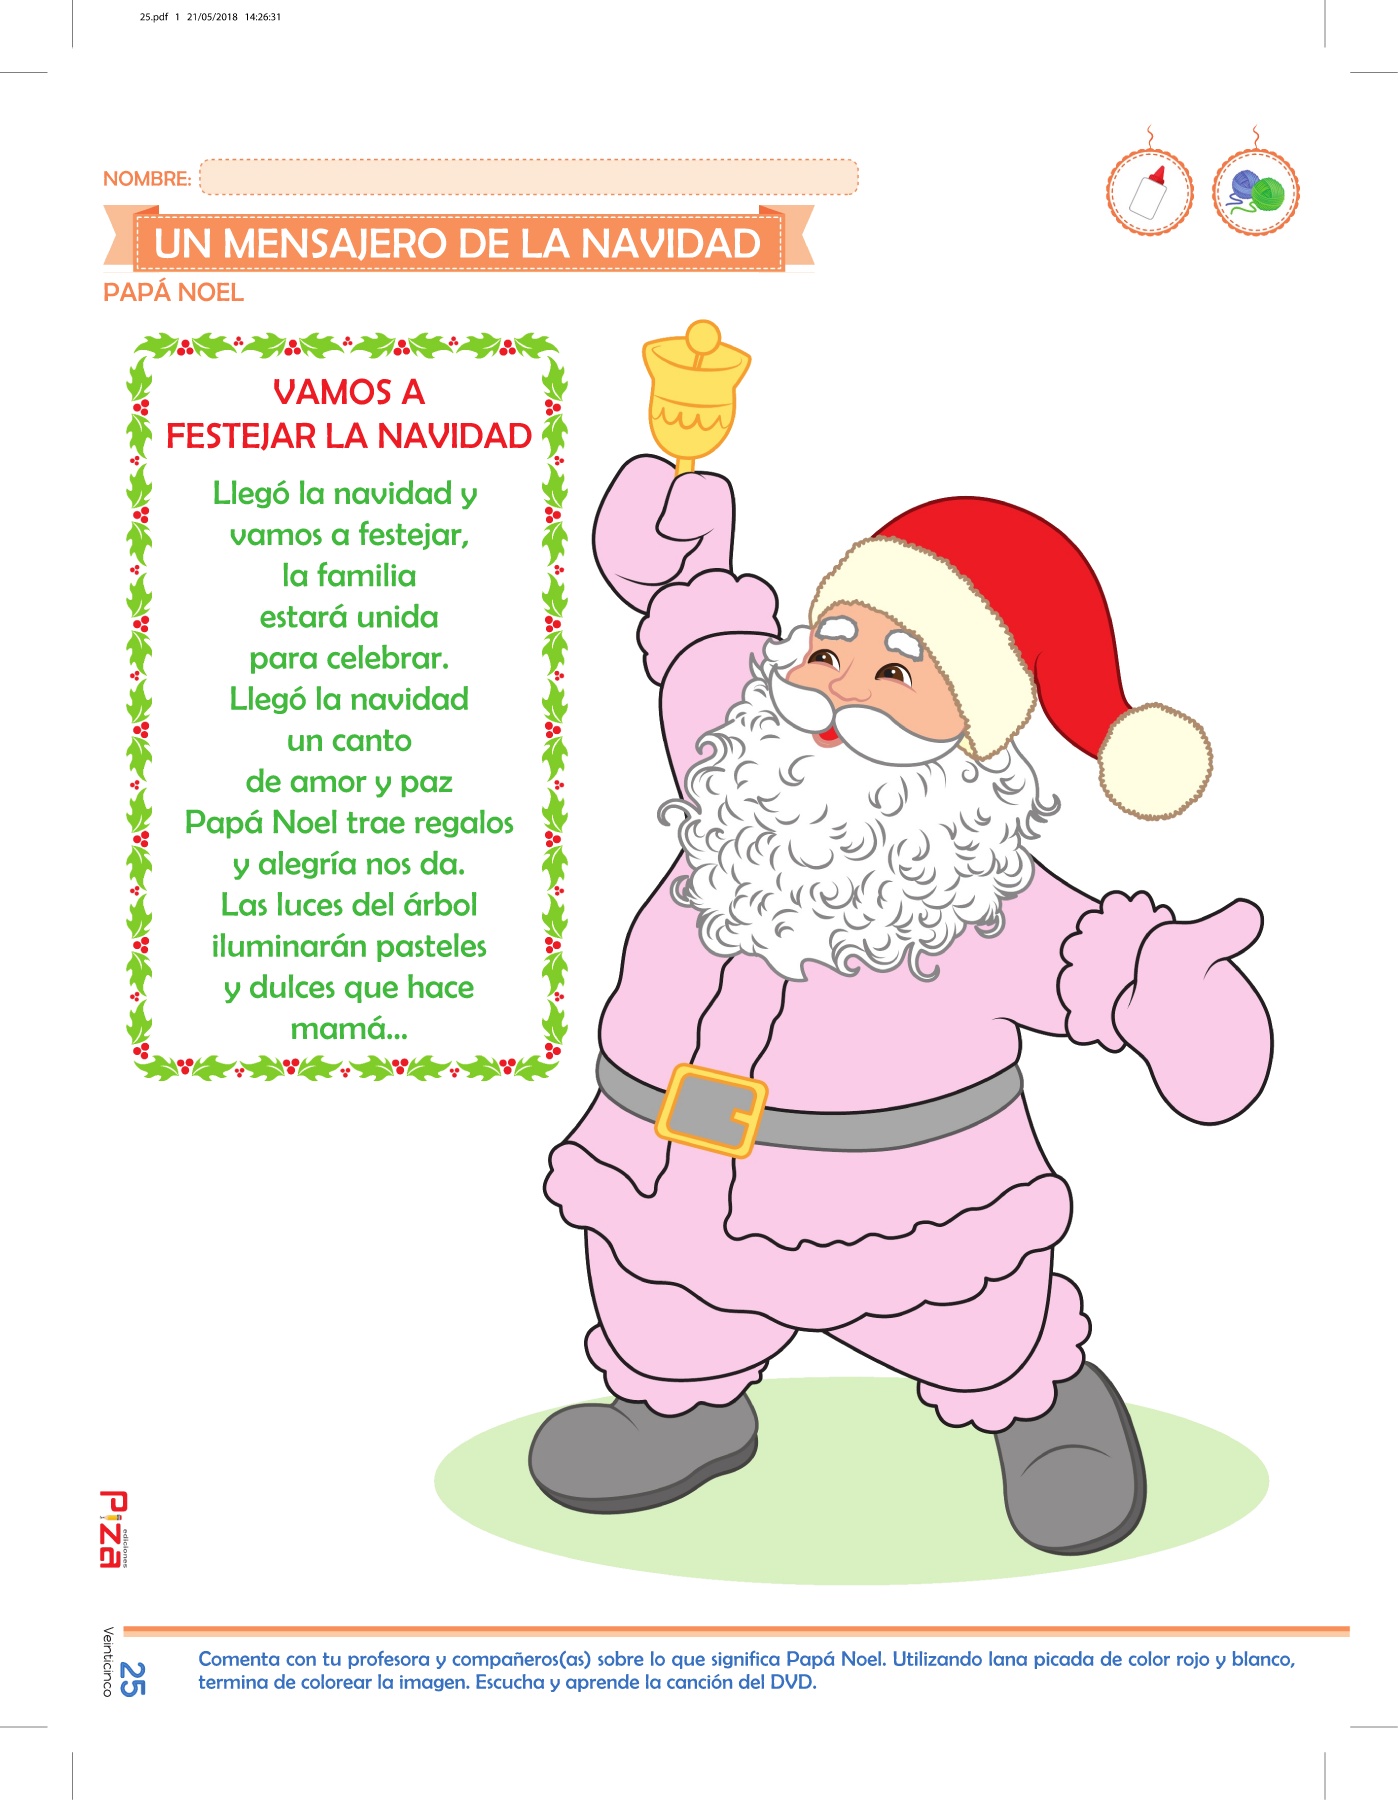 25.pdf 1 21/05/2018 14:26:31
NOMBRE:
UN MENSAJERO DE LA NAVIDAD
PAPÁ NOEL
VAMOS A
FESTEJAR LA NAVIDAD
Llegó la navidad y
vamos a festejar,
la familia
estará unida
para celebrar.
Llegó la navidad
un canto
de amor y paz
Papá Noel trae regalos
y alegría nos da.
Las luces del árbol
iluminarán pasteles
y dulces que hace
mamá...
Piza
ediciones
Veinticinco
25
Comenta con tu profesora y compañeros(as) sobre lo que significa Papá Noel. Utilizando lana picada de color rojo y blanco,
termina de colorear la imagen. Escucha y aprende la canción del DVD.